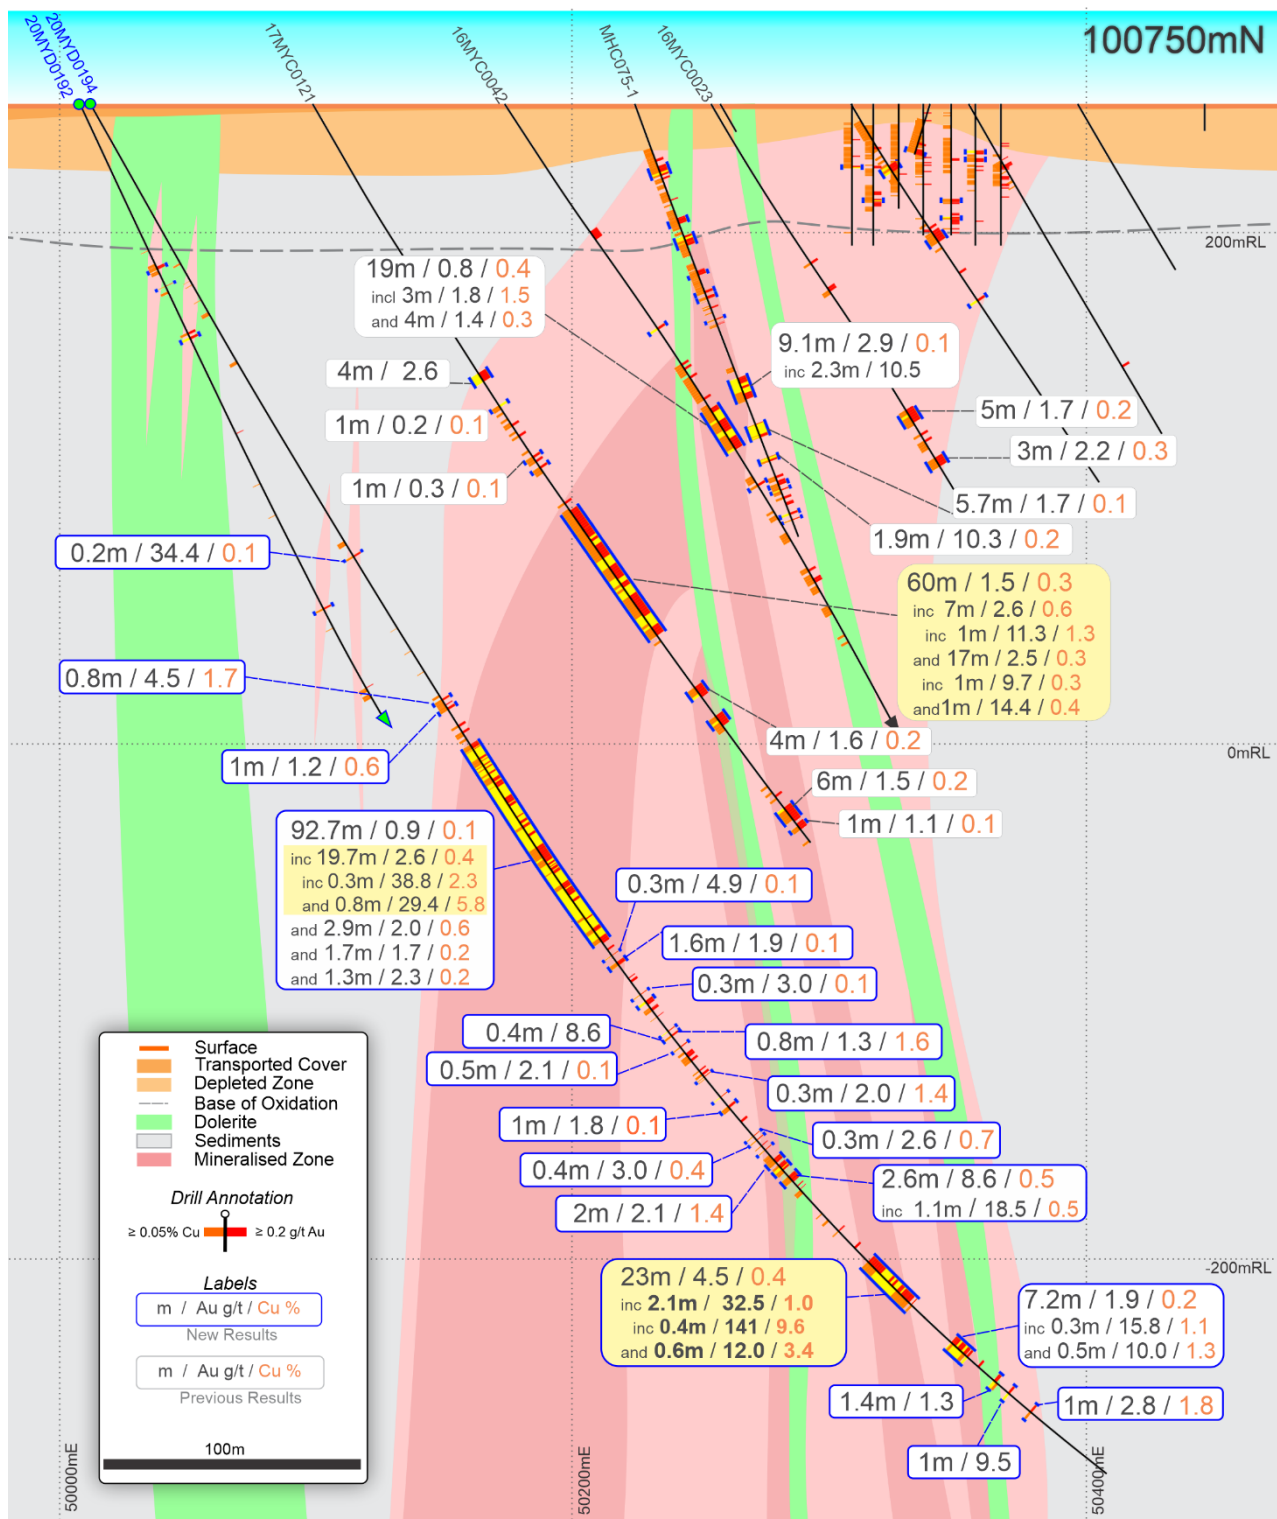 100750mN
20MYD0192
20MYD0194
17MYC0121
16MYC0042
MHC075-1
16MYC0023
200mRL
19m / 0.8 / 0.4
incl 3m / 1.8 / 1.5
and 4m / 1.4 / 0.3
9.1m / 2.9 / 0.1
inc 2.3m / 10.5
4m / 2.6
5m / 1.7 / 0.2
1m / 0.2 / 0.1
3m / 2.2 / 0.3
1m / 0.3 / 0.1
5.7m / 1.7 / 0.1
1.9m / 10.3 / 0.2
0.2m / 34.4 / 0.1
60m / 1.5 / 0.3
inc 7m / 2.6 / 0.6
inc 1m / 11.3 / 1.3
and 17m / 2.5 / 0.3
inc 1m / 9.7 / 0.3
and1m / 14.4 / 0.4
0.8m / 4.5 / 1.7
4m / 1.6 / 0.2
0mRL
1m / 1.2 / 0.6
6m / 1.5 / 0.2
1m / 1.1 / 0.1
92.7m / 0.9 / 0.1
inc 19.7m / 2.6 / 0.4
inc 0.3m / 38.8 / 2.3
and 0.8m / 29.4 / 5.8
and 2.9m / 2.0 / 0.6
and 1.7m / 1.7 / 0.2
and 1.3m / 2.3 / 0.2
0.3m / 4.9 / 0.1
1.6m / 1.9 / 0.1
0.3m / 3.0 / 0.1
0.4m / 8.6
0.8m / 1.3 / 1.6
0.5m / 2.1 / 0.1
0.3m / 2.0 / 1.4
1m / 1.8 / 0.1
0.3m / 2.6 / 0.7
0.4m / 3.0 / 0.4
2.6m / 8.6 / 0.5
inc 1.1m / 18.5 / 0.5
2m / 2.1 / 1.4
-200mRL
23m / 4.5 / 0.4
inc 2.1m / 32.5 / 1.0
inc 0.4m / 141 / 9.6
and 0.6m / 12.0 / 3.4
7.2m / 1.9 / 0.2
inc 0.3m / 15.8 / 1.1
and 0.5m / 10.0 / 1.3
1.4m / 1.3
1m / 2.8 / 1.8
1m / 9.5
Surface
Transported Cover
Depleted Zone
Base of Oxidation
Dolerite
Sediments
Mineralised Zone
Drill Annotation
≥ 0.05% Cu
≥ 0.2 g/t Au
Labels
m / Au g/t / Cu %
New Results
m / Au g/t / Cu %
Previous Results
100m
50000mE
50200mE
50400mE